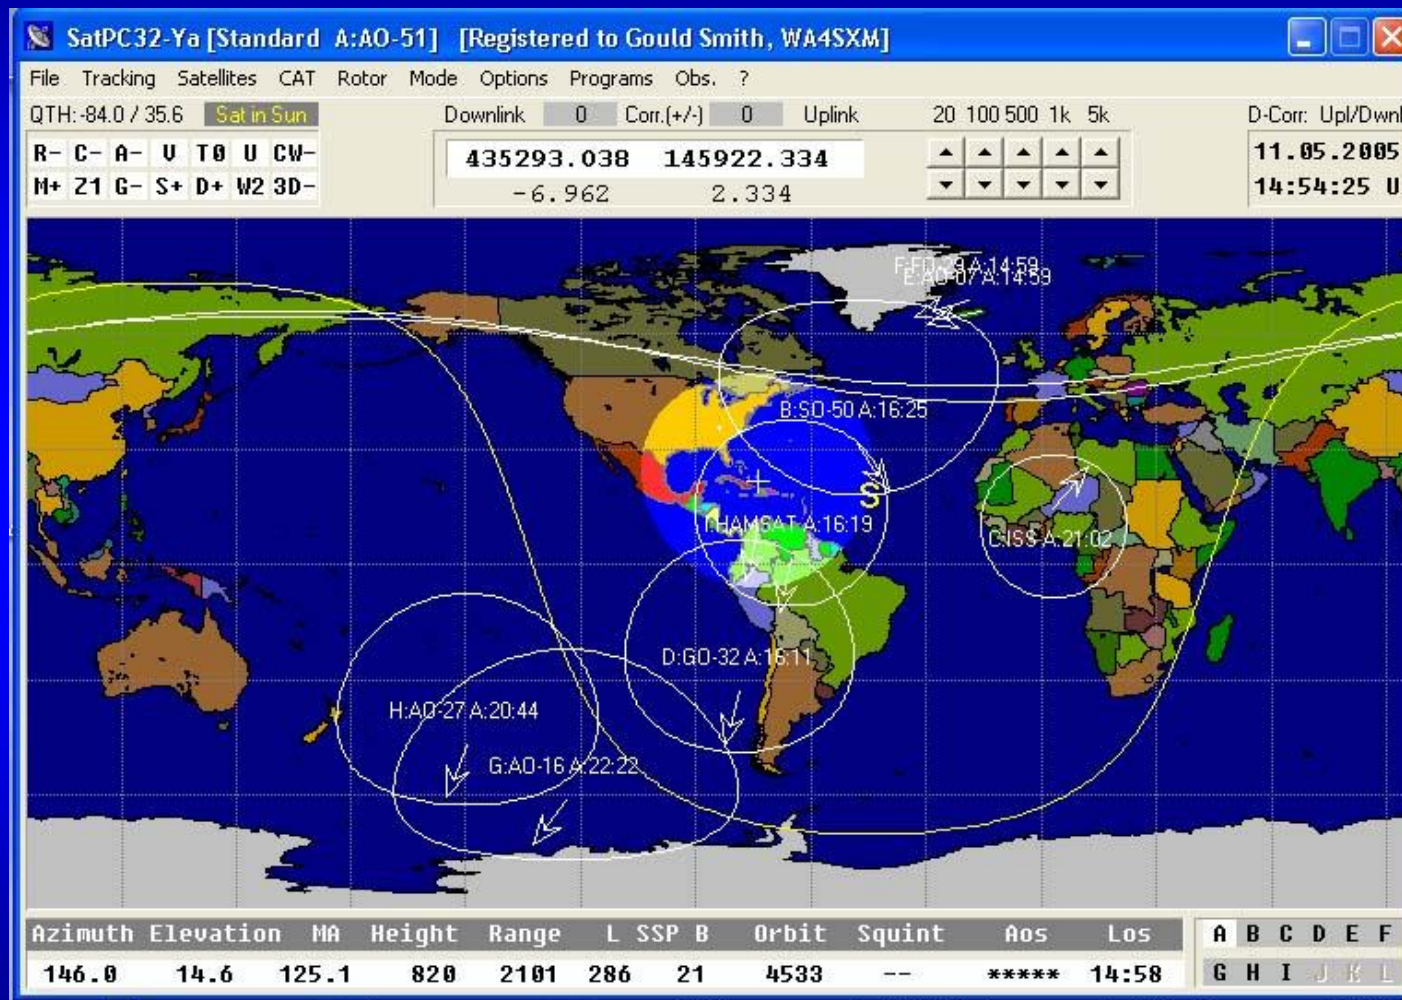 SatPC32-Ya [Standard A:AO-51] [Registered to Gould Smith, WA4SXM]
File Tracking Satellites CAT Rotor Mode Options Programs Obs. ?
QTH: -84.0 / 35.6 Sat in Sun Downlink 0 Corr.(+/-) 0 Uplink 20 100 500 1k 5k D-Corr: Upl/Dwnl
R- C- A- V T0 U CW- 435293.038 145922.334 11.05.2005
M+ Z1 G- S+ D+ W2 3D- -6.962 2.334 14:54:25 U
F:FO-29 A:14:59
E:AO-07 A:14:59
B:SO-50 A:16:25
S
I:HAMSAT A:16:19
C:ISS A:21:02
D:GO-32 A:16:11
H:AO-27 A:20:44
G:AO-16 A:22:22
Azimuth Elevation MA Height Range L SSP B Orbit Squint Aos Los A B C D E F
146.0 14.6 125.1 820 2101 286 21 4533 -- ***** 14:58 G H I J K L